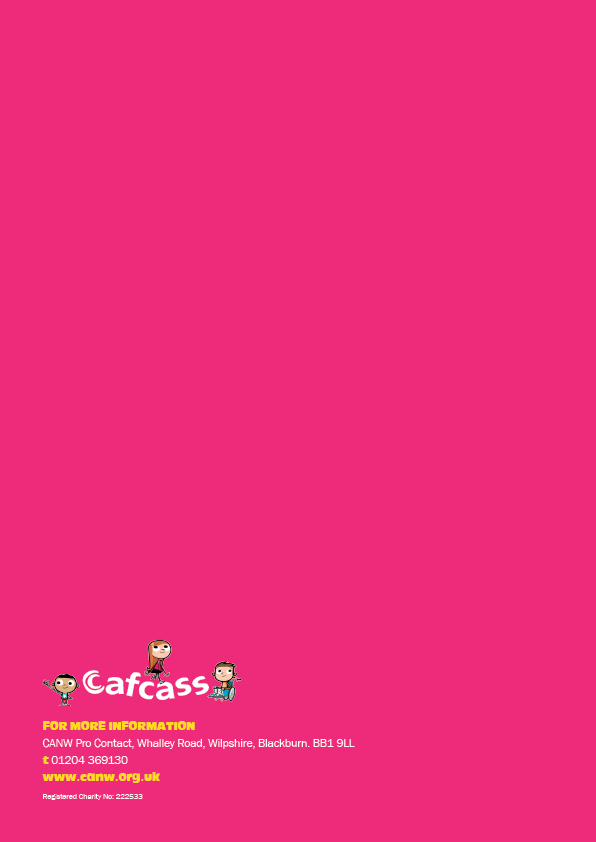 Cafcass
FOR MORE INFORMATION
CANW Pro Contact, Whalley Road, Wilpshire, Blackburn. BB1 9LL
t 01204 369130
www.canw.org.uk
Registered Charity No: 222533